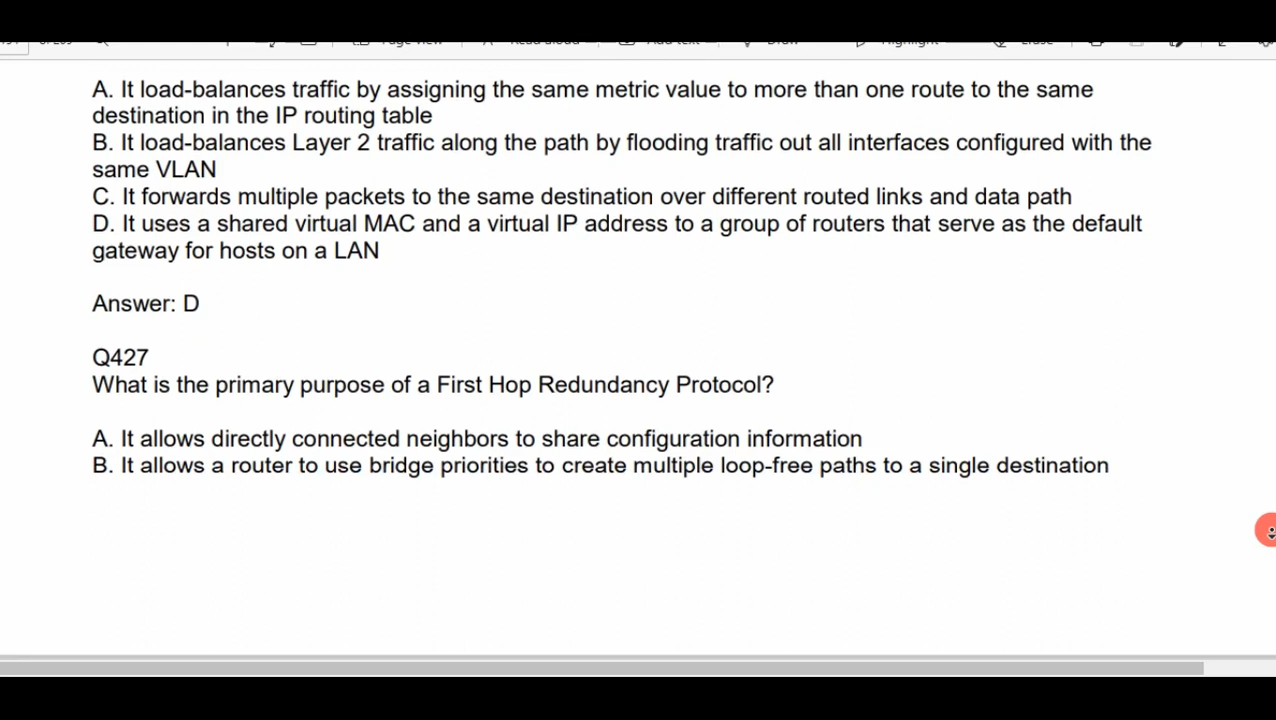 A. It load-balances traffic by assigning the same metric value to more than one route to the same
destination in the IP routing table
B. It load-balances Layer 2 traffic along the path by flooding traffic out all interfaces configured with the
same VLAN
C. It forwards multiple packets to the same destination over different routed links and data path
D. It uses a shared virtual MAC and a virtual IP address to a group of routers that serve as the default
gateway for hosts on a LAN
Answer: D
Q427
What is the primary purpose of a First Hop Redundancy Protocol?
A. It allows directly connected neighbors to share configuration information
B. It allows a router to use bridge priorities to create multiple loop-free paths to a single destination